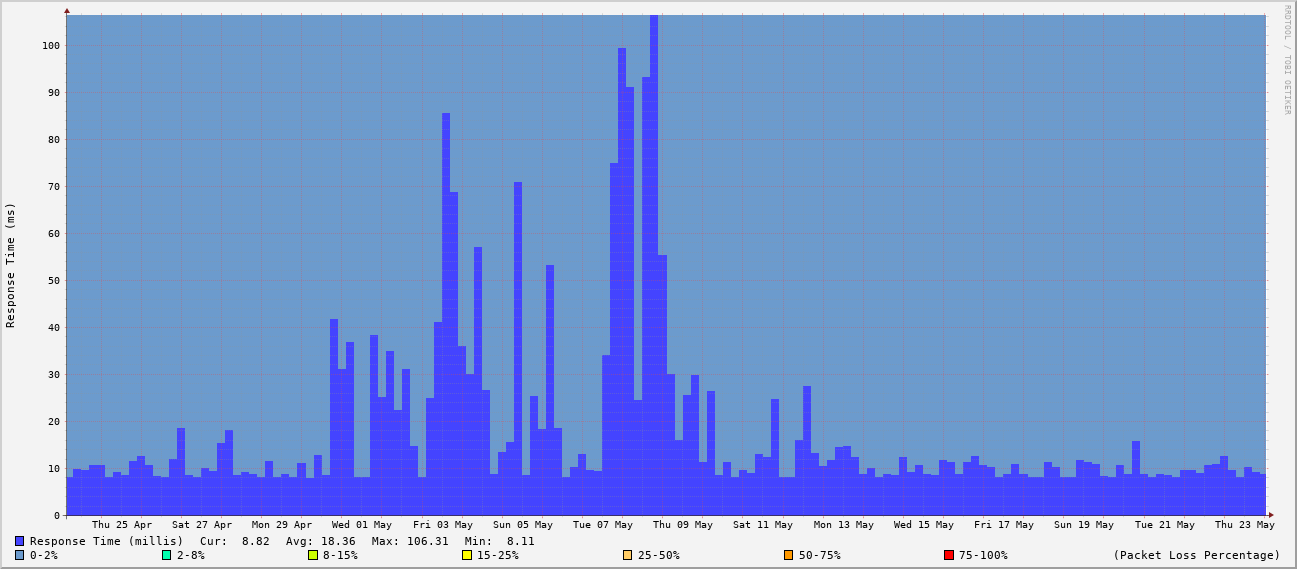 RRDTOOL / TOBI OETIKER
Response Time (ms)
100
90
80
70
60
50
40
30
20
10
0
Thu 25 Apr Sat 27 Apr Mon 29 Apr Wed 01 May Fri 03 May Sun 05 May Tue 07 May Thu 09 May Sat 11 May Mon 13 May Wed 15 May Fri 17 May Sun 19 May Tue 21 May Thu 23 May
Response Time (millis) Cur: 8.82 Avg: 18.36 Max: 106.31 Min: 8.11
0-2% 2-8% 8-15% 15-25% 25-50% 50-75% 75-100% (Packet Loss Percentage)